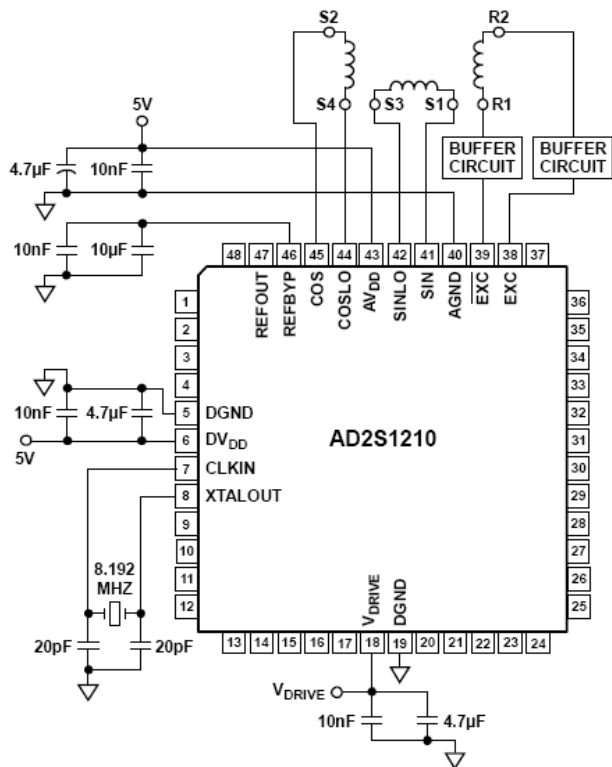 S2
R2
S4
S3
S1
R1
5V
BUFFER CIRCUIT
BUFFER CIRCUIT
4.7µF
10nF
10nF
10µF
48
47
46
45
44
43
42
41
40
39
38
37
REFOUT
REFBYP
COS
COSLO
AVDD
SINLO
SIN
AGND
EXC
EXC
1
2
3
4
5
6
7
8
9
10
11
12
DGND
DVDD
CLKIN
XTALOUT
AD2S1210
36
35
34
33
32
31
30
29
28
27
26
25
10nF
4.7µF
5V
8.192 MHZ
20pF
20pF
VDRIVE
DGND
13
14
15
16
17
18
19
20
21
22
23
24
VDRIVE
10nF
4.7µF